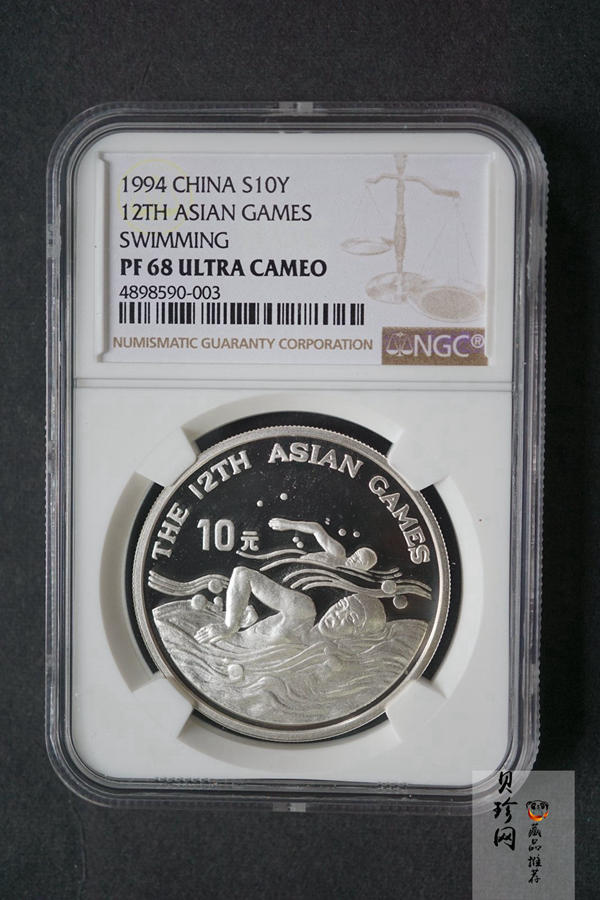 1994 CHINA S10Y
12TH ASIAN GAMES
SWIMMING
PF 68 ULTRA CAMEO
4898590-003
NUMISMATIC GUARANTY CORPORATION
NGC®
THE 12TH ASIAN GAMES
10元
贝珍网
藏品推荐